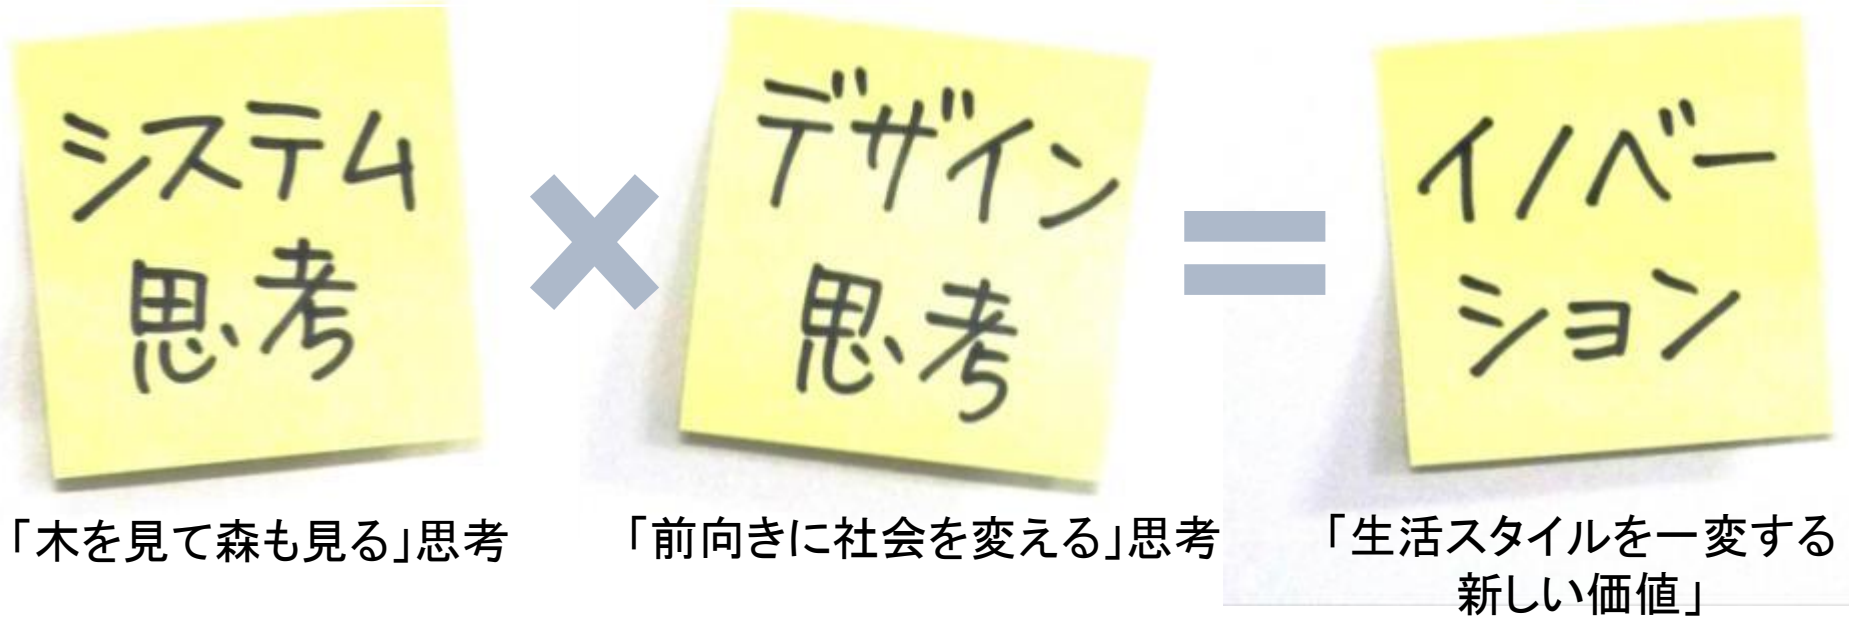 システム
思考
×
デザイン
思考
=
イノベー
ション
「木を見て森も見る」思考
「前向きに社会を変える」思考
「生活スタイルを一変する
新しい価値」